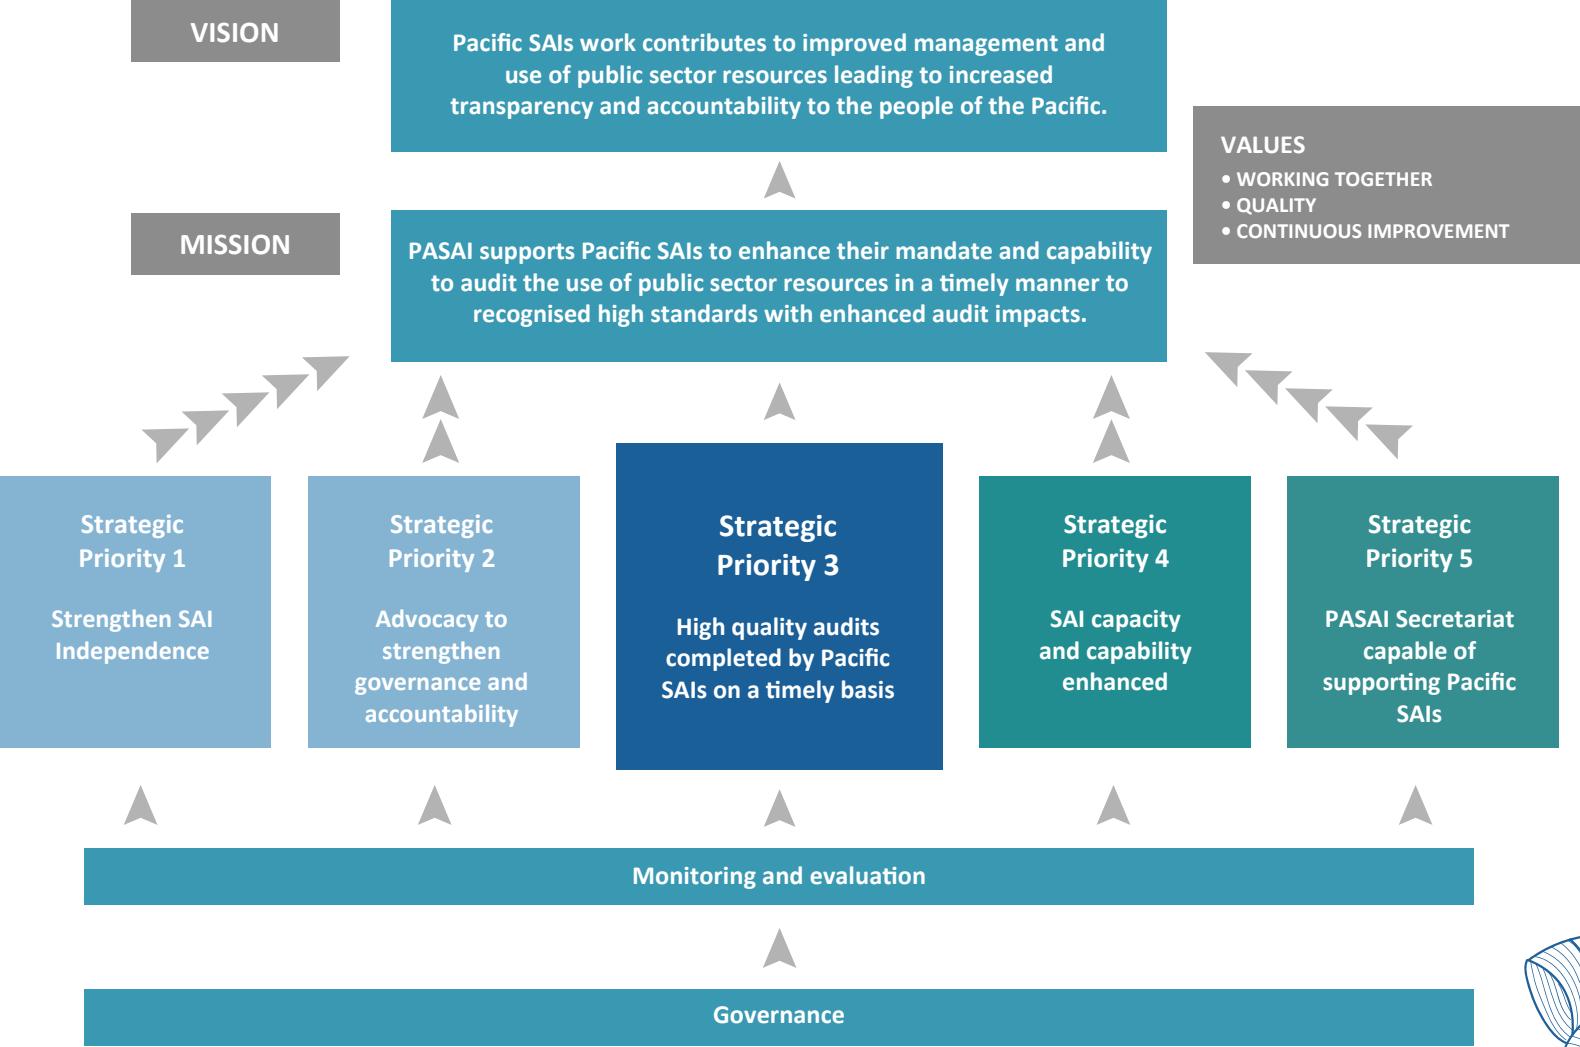 VISION
Pacific SAIs work contributes to improved management and
use of public sector resources leading to increased
transparency and accountability to the people of the Pacific.
VALUES
• WORKING TOGETHER
• QUALITY
• CONTINUOUS IMPROVEMENT
MISSION
PASAI supports Pacific SAIs to enhance their mandate and capability
to audit the use of public sector resources in a timely manner to
recognised high standards with enhanced audit impacts.
Strategic
Priority 1
Strengthen SAI
Independence
Strategic
Priority 2
Advocacy to
strengthen
governance and
accountability
Strategic
Priority 3
High quality audits
completed by Pacific
SAIs on a timely basis
Strategic
Priority 4
SAI capacity
and capability
enhanced
Strategic
Priority 5
PASAI Secretariat
capable of
supporting Pacific
SAIs
Monitoring and evaluation
Governance